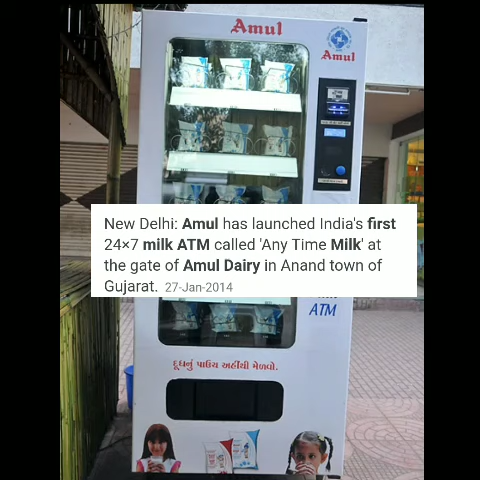 Amul
Amul
New Delhi: Amul has launched India's first
24×7 milk ATM called 'Any Time Milk' at
the gate of Amul Dairy in Anand town of
Gujarat. 27-Jan-2014
ATM
દૂધનું પાઉચ અહીંથી મેળવો.